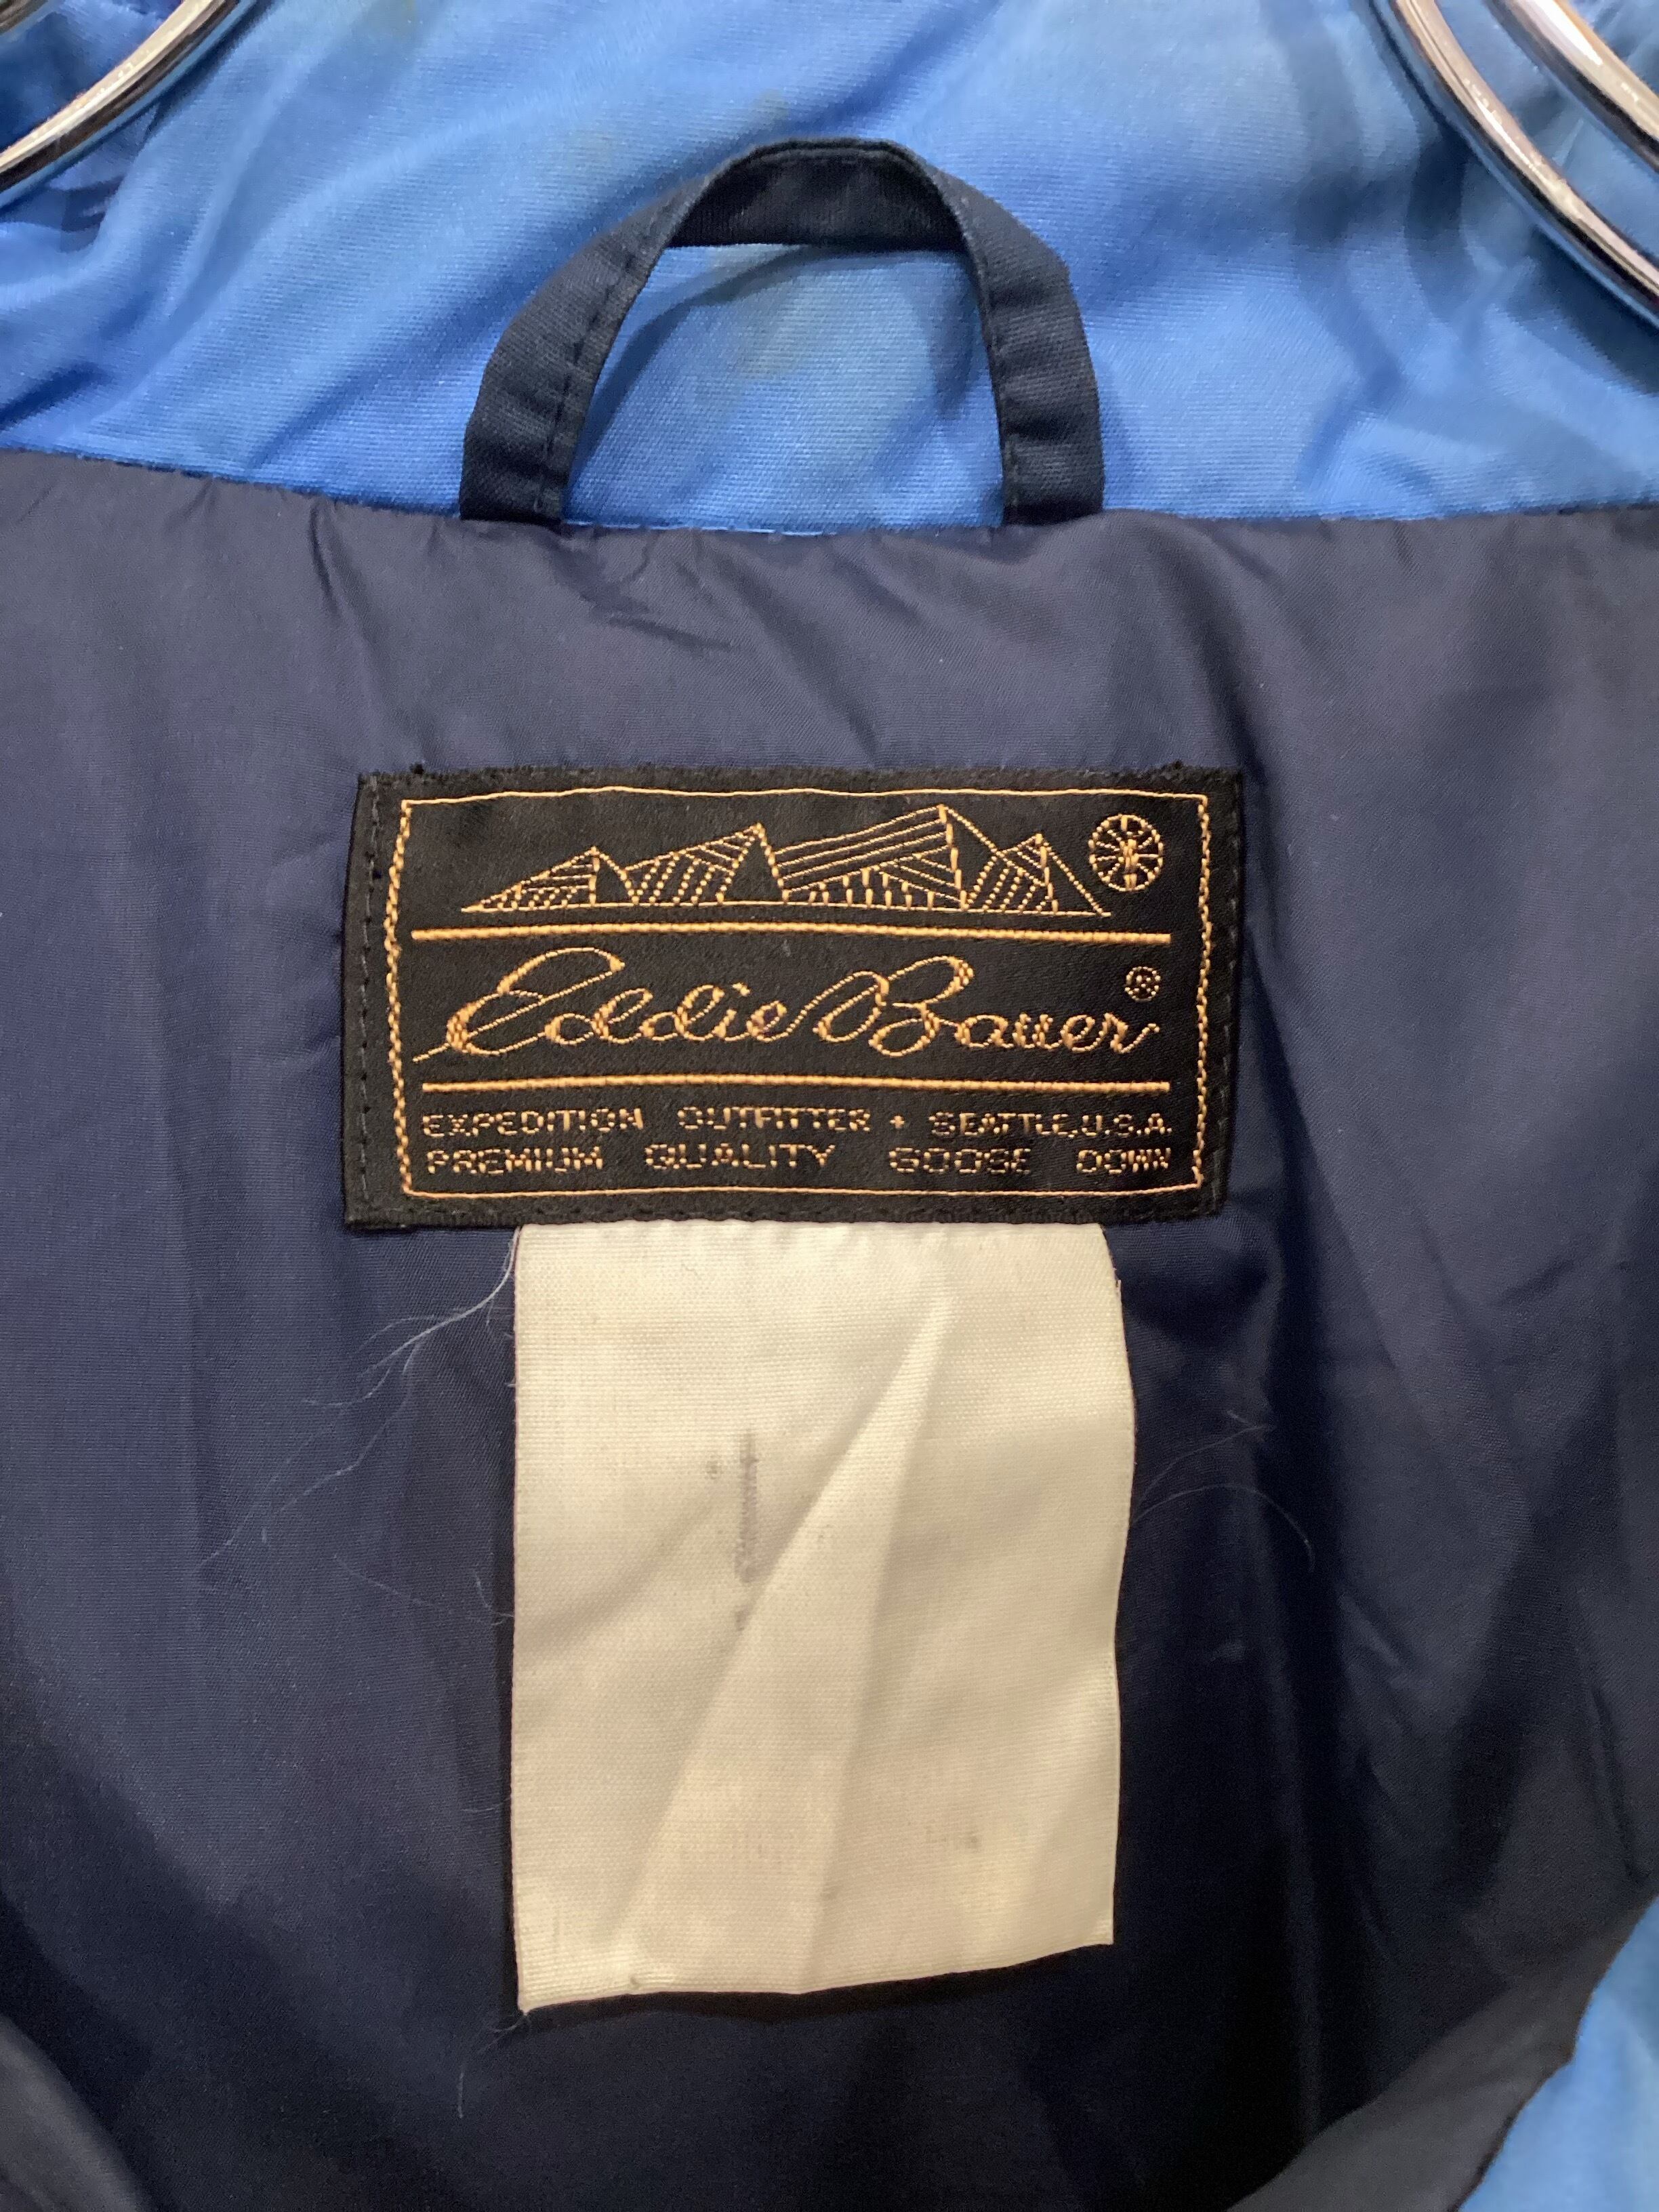 Eddie Bauer ®
EXPEDITION OUTFITTER • SEATTLE, U.S.A.
PREMIUM QUALITY GOOSE DOWN